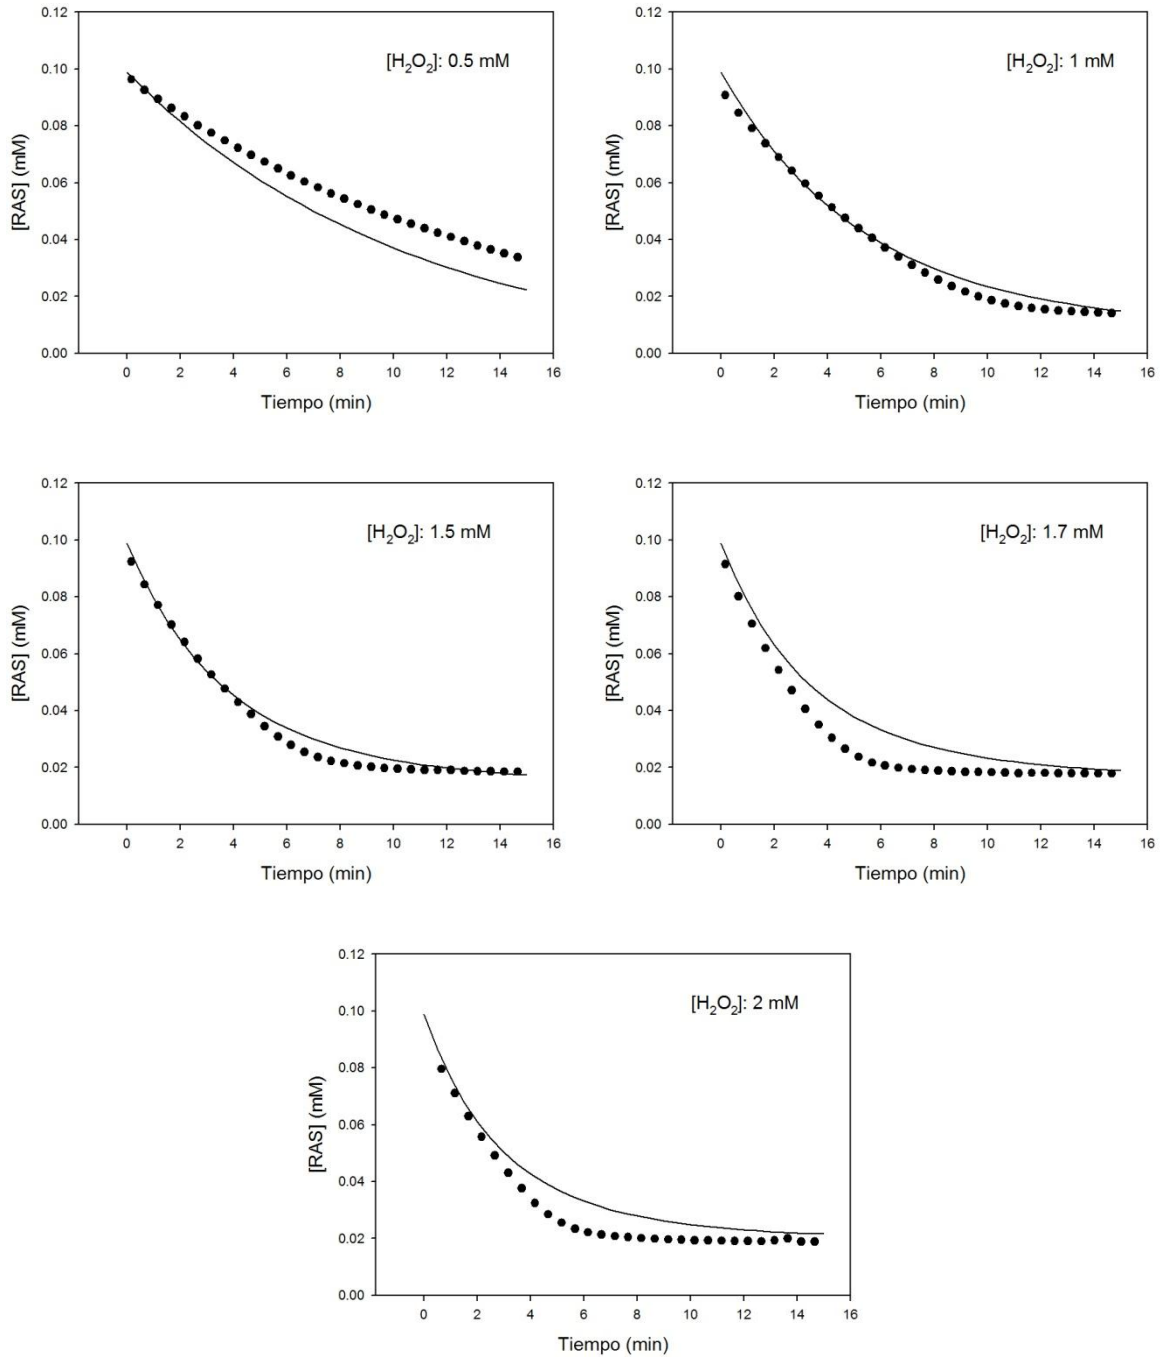 [H₂O₂]: 0.5 mM
[RAS] (mM)
0.12
0.10
0.08
0.06
0.04
0.02
0.00
0 2 4 6 8 10 12 14 16
Tiempo (min)
[H₂O₂]: 1 mM
[RAS] (mM)
0.12
0.10
0.08
0.06
0.04
0.02
0.00
0 2 4 6 8 10 12 14 16
Tiempo (min)
[H₂O₂]: 1.5 mM
[RAS] (mM)
0.12
0.10
0.08
0.06
0.04
0.02
0.00
0 2 4 6 8 10 12 14 16
Tiempo (min)
[H₂O₂]: 1.7 mM
[RAS] (mM)
0.12
0.10
0.08
0.06
0.04
0.02
0.00
0 2 4 6 8 10 12 14 16
Tiempo (min)
[H₂O₂]: 2 mM
[RAS] (mM)
0.12
0.10
0.08
0.06
0.04
0.02
0.00
0 2 4 6 8 10 12 14 16
Tiempo (min)